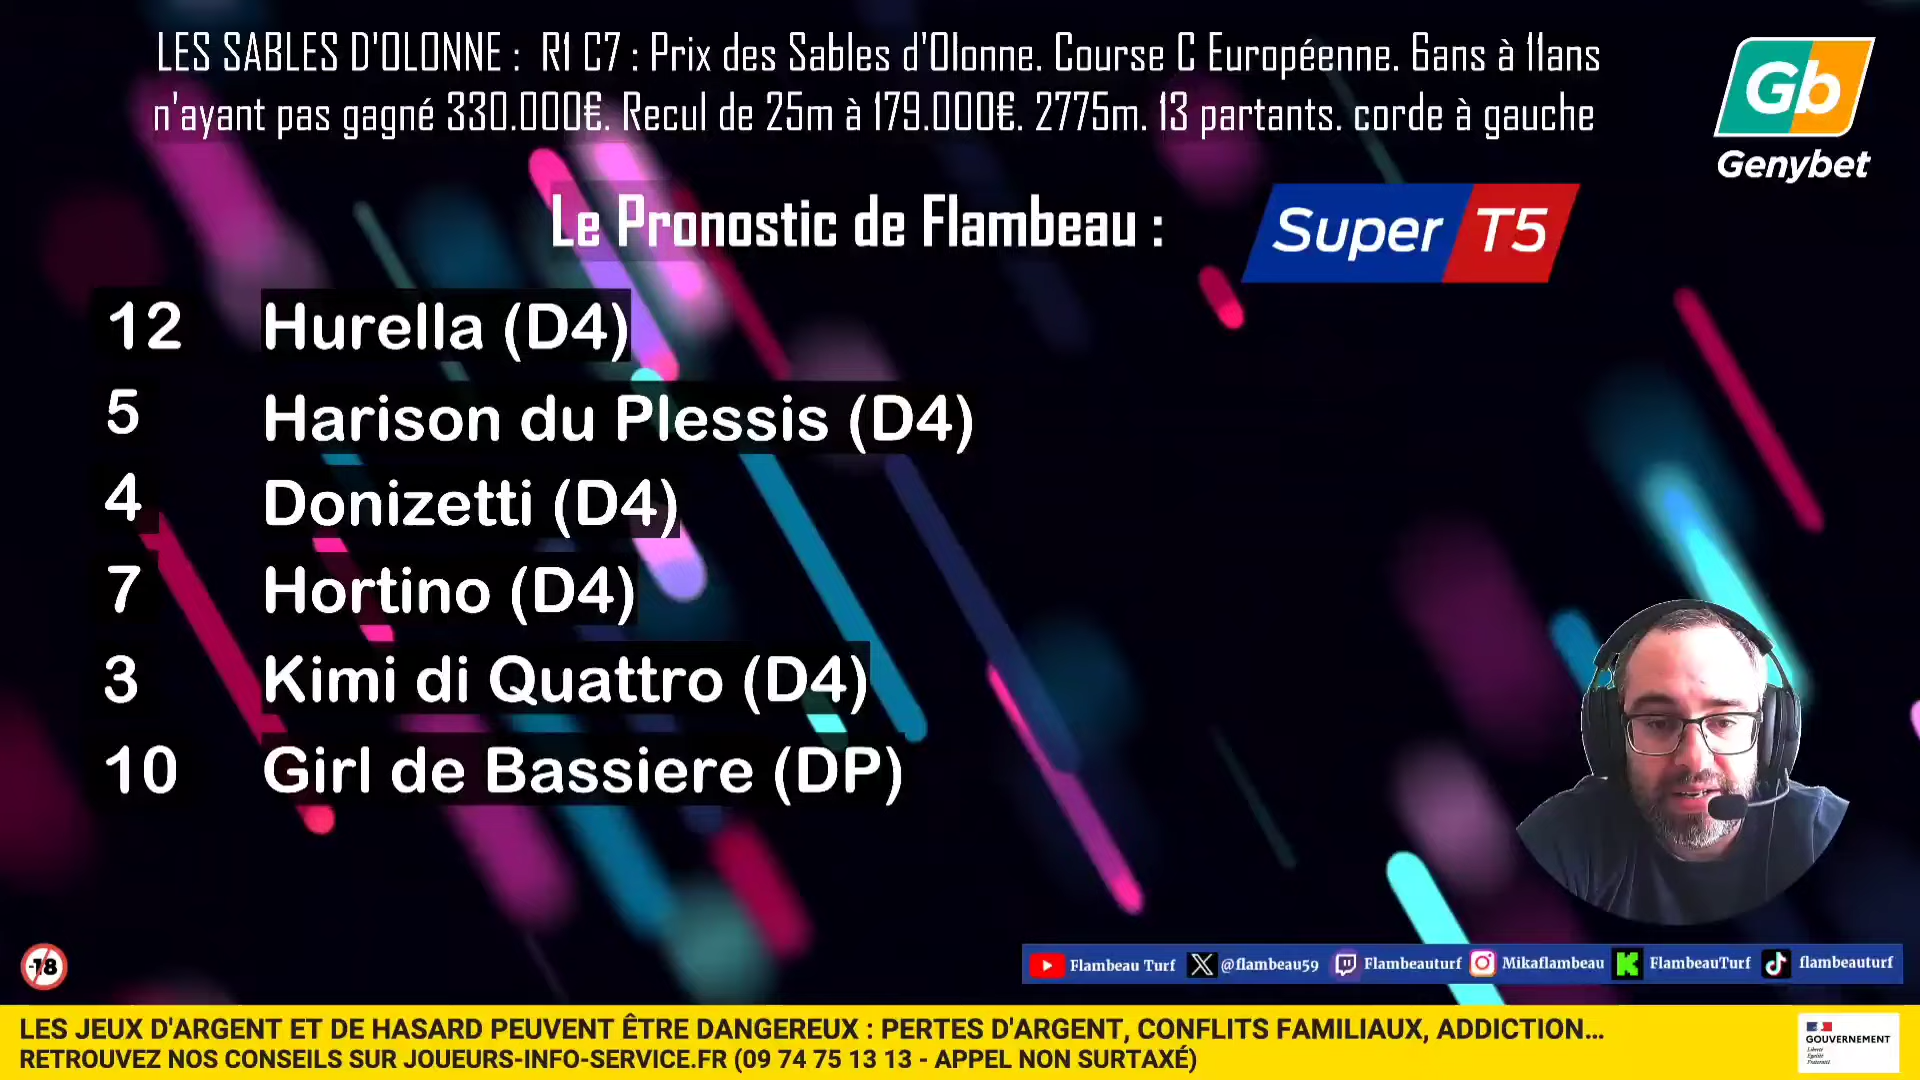 LES SABLES D'OLONNE : R1 C7 : Prix des Sables d'Olonne. Course C Européenne. 6ans à 11ans
n'ayant pas gagné 330.000€. Recul de 25m à 179.000€. 2775m. 13 partants. corde à gauche
Gb
Genybet
Le Pronostic de Flambeau :
Super T5
12 Hurella (D4)
5 Harison du Plessis (D4)
4 Donizetti (D4)
7 Hortino (D4)
3 Kimi di Quattro (D4)
10 Girl de Bassiere (DP)
-18
Flambeau Turf @flambeau59 Flambeauturf Mikaflambeau FlambeauTurf flambeauturf
LES JEUX D'ARGENT ET DE HASARD PEUVENT ÊTRE DANGEREUX : PERTES D'ARGENT, CONFLITS FAMILIAUX, ADDICTION...
RETROUVEZ NOS CONSEILS SUR JOUEURS-INFO-SERVICE.FR (09 74 75 13 13 - APPEL NON SURTAXÉ)
GOUVERNEMENT
Liberté
Égalité
Fraternité